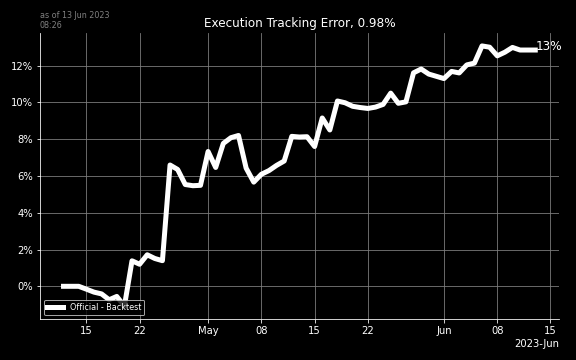 as of 13 Jun 2023
08:26
Execution Tracking Error, 0.98%
13%
12%
10%
8%
6%
4%
2%
0%
Official - Backtest
15 22 May 08 15 22 Jun 08 15
2023-Jun